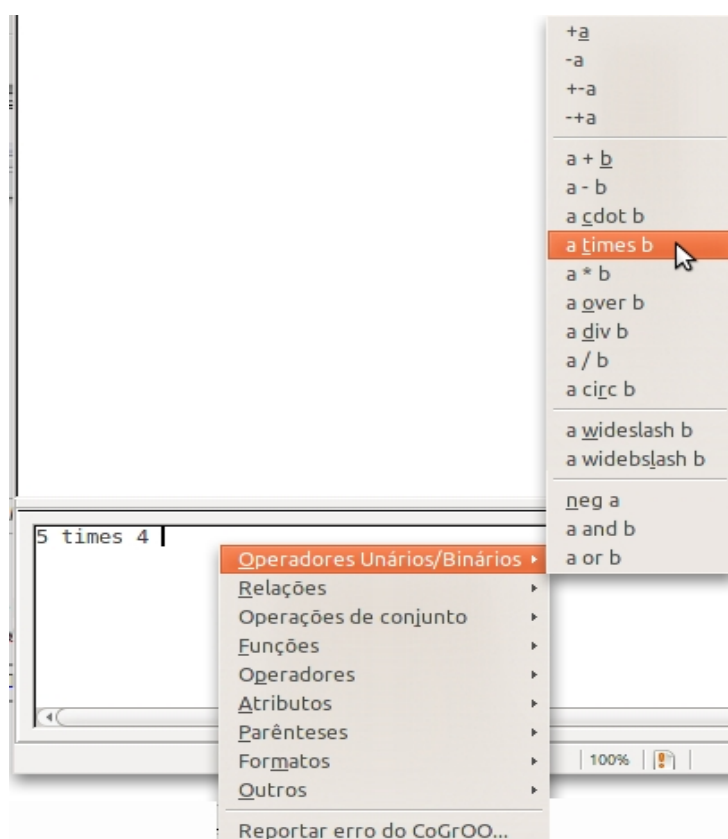 +a
-a
+-a
-+a
a + b
a - b
a cdot b
a times b
a * b
a over b
a div b
a / b
a circ b
a wideslash b
a widebslash b
neg a
a and b
a or b
5 times 4
Operadores Unários/Binários
Relações
Operações de conjunto
Funções
Operadores
Atributos
Parênteses
Formatos
Outros
Reportar erro do CoGrOO...
100%